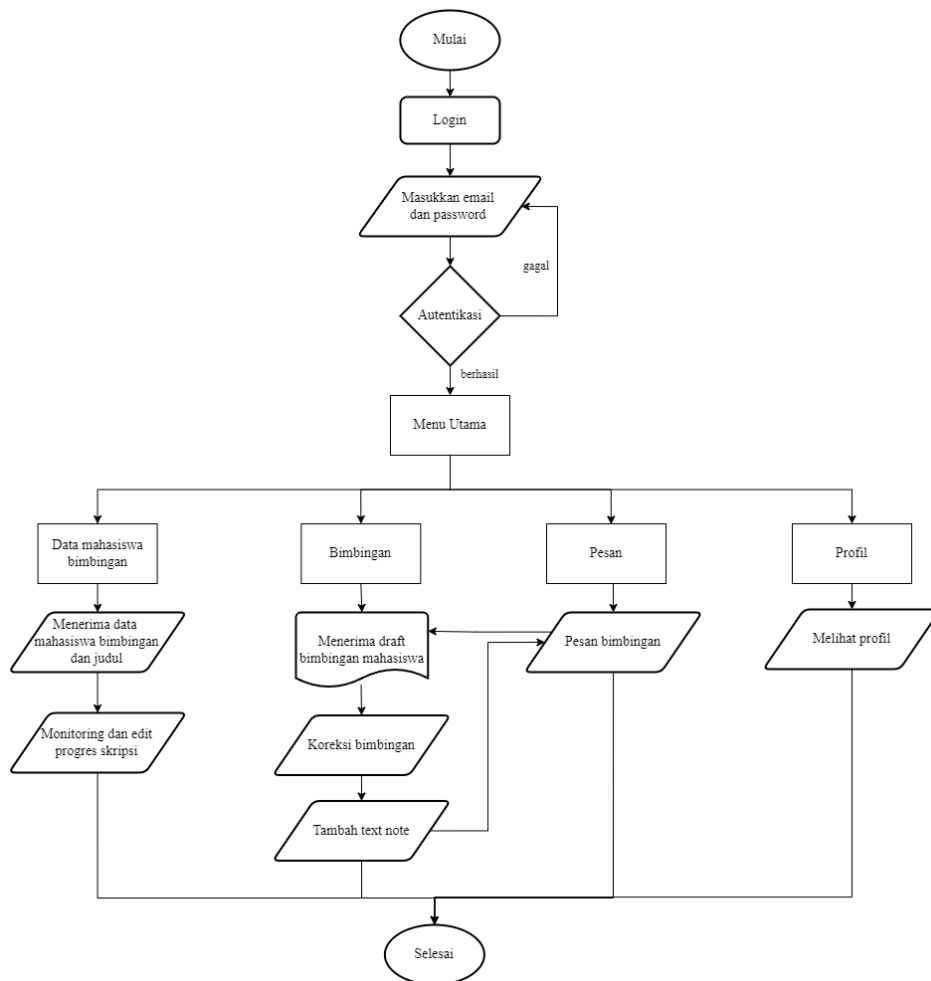 Mulai
Login
Masukkan email
dan password
gagal
Autentikasi
berhasil
Menu Utama
Data mahasiswa
bimbingan
Bimbingan
Pesan
Profil
Menerima data
mahasiswa bimbingan
dan judul
Menerima draft
bimbingan mahasiswa
Pesan bimbingan
Melihat profil
Monitoring dan edit
progres skripsi
Koreksi bimbingan
Tambah text note
Selesai